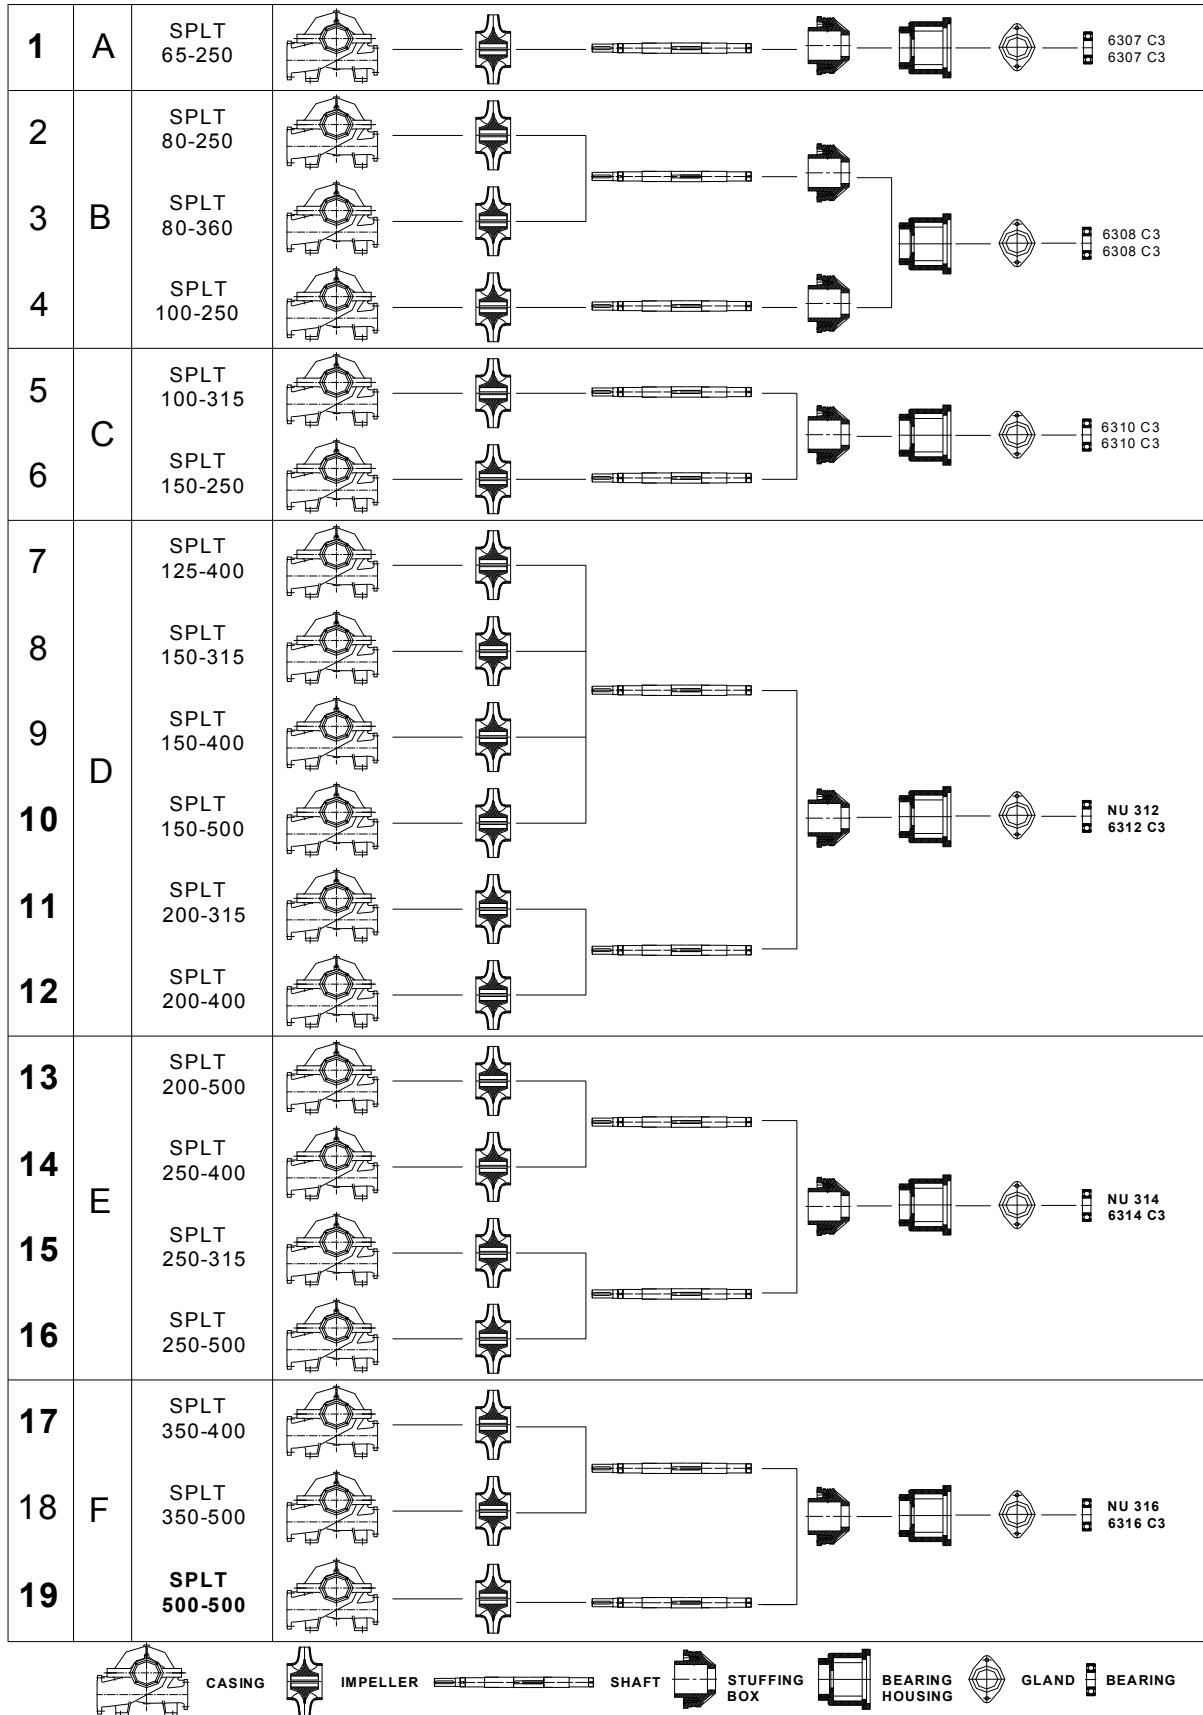 1
A
SPLT
65-250
6307 C3
6307 C3
2
SPLT
80-250
3
B
SPLT
80-360
6308 C3
6308 C3
4
SPLT
100-250
5
SPLT
100-315
C
6310 C3
6310 C3
6
SPLT
150-250
7
SPLT
125-400
8
SPLT
150-315
9
SPLT
150-400
D
10
SPLT
150-500
NU 312
6312 C3
11
SPLT
200-315
12
SPLT
200-400
13
SPLT
200-500
14
SPLT
250-400
E
NU 314
6314 C3
15
SPLT
250-315
16
SPLT
250-500
17
SPLT
350-400
18
F
SPLT
350-500
NU 316
6316 C3
19
SPLT
500-500
CASING
IMPELLER
SHAFT
STUFFING
BOX
BEARING
HOUSING
GLAND
BEARING